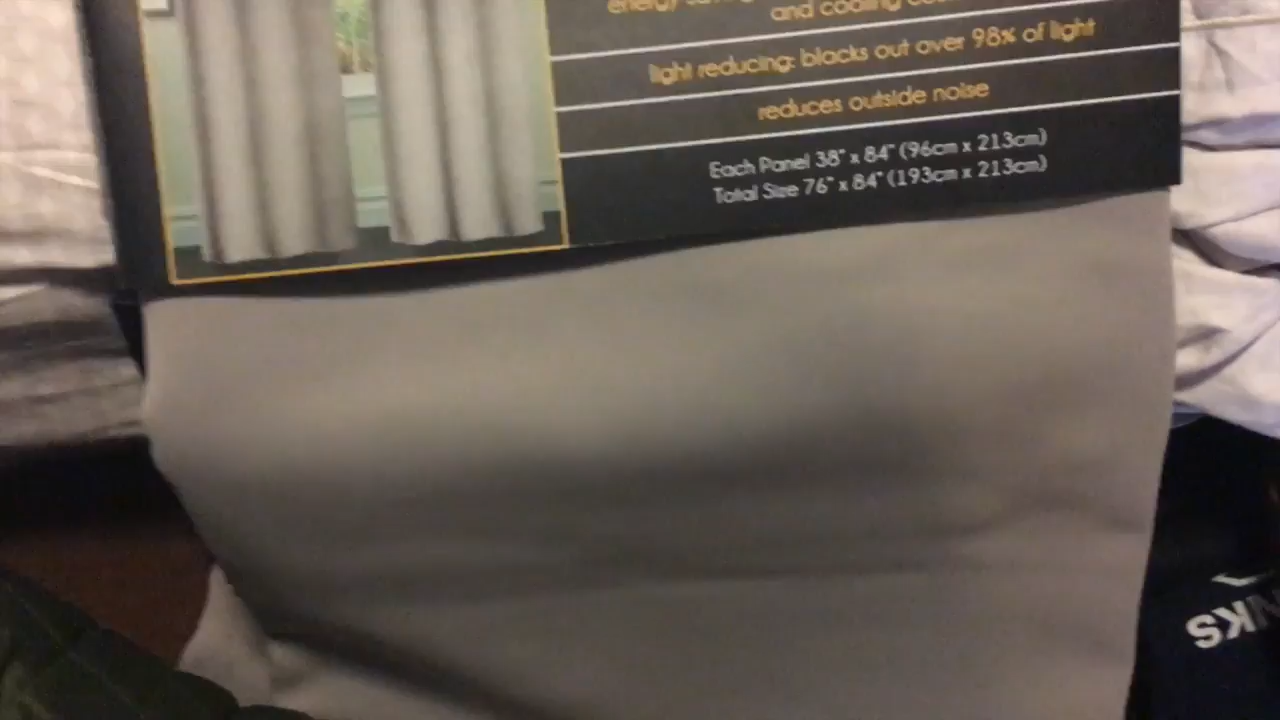 and cooling
light reducing: blacks out over 98% of light
reduces outside noise
Each Panel 38" x 84" (96cm x 213cm)
Total Size 76" x 84" (193cm x 213cm)
NKS